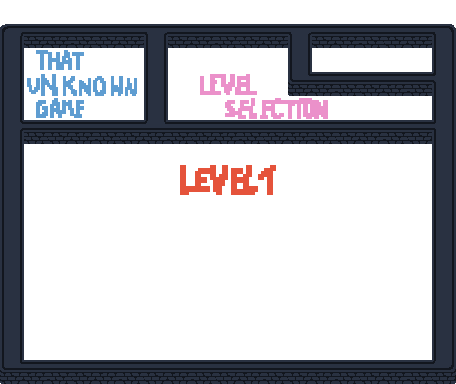 THAT
UNKNOWN
GAME
LEVEL
SELECTION
LEVEL 1